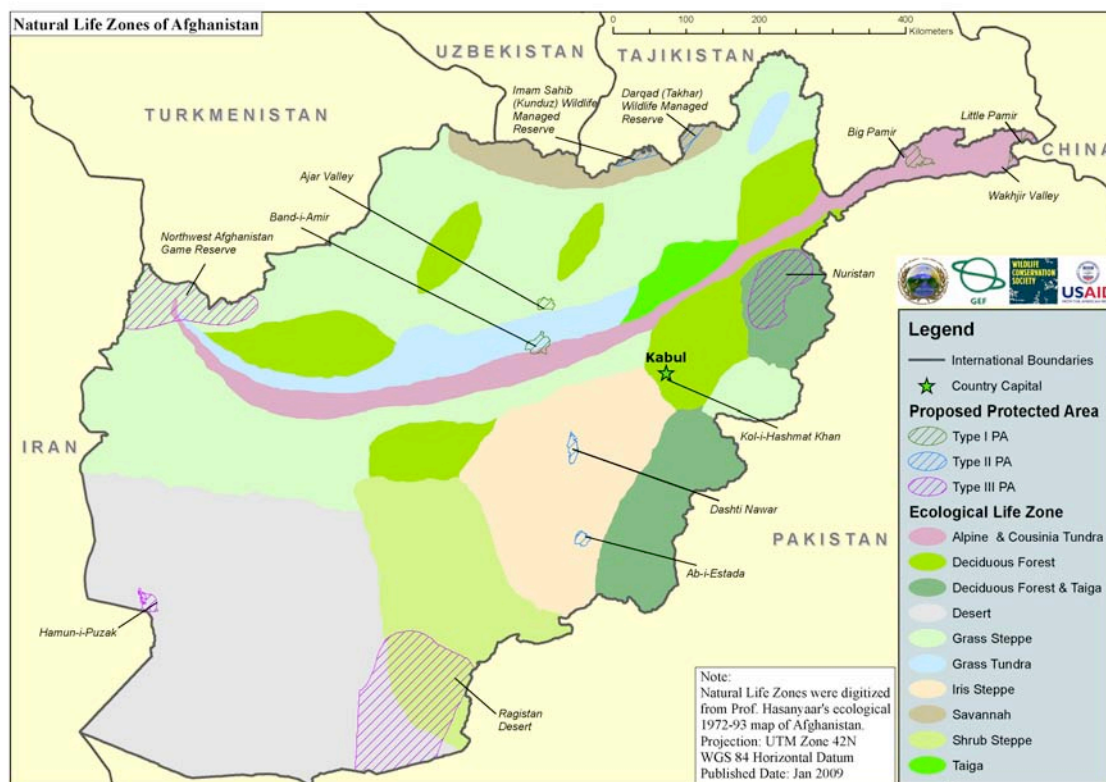 Natural Life Zones of Afghanistan
0 100 200 400
Kilometers
UZBEKISTAN
TAJIKISTAN
TURKMENISTAN
CHINA
IRAN
PAKISTAN
Imam Sahib
(Kunduz) Wildlife
Managed
Reserve
Darqad (Takhar)
Wildlife Managed
Reserve
Big Pamir
Little Pamir
Wakhjir Valley
Ajar Valley
Band-i-Amir
Northwest Afghanistan
Game Reserve
Nuristan
Kabul
Kol-i-Hashmat Khan
Dashti Nawar
Ab-i-Estada
Hamun-i-Puzak
Ragistan
Desert
GEF
WILDLIFE
CONSERVATION
SOCIETY
USAID
Legend
International Boundaries
Country Capital
Proposed Protected Area
Type I PA
Type II PA
Type III PA
Ecological Life Zone
Alpine & Cousinia Tundra
Deciduous Forest
Deciduous Forest & Taiga
Desert
Grass Steppe
Grass Tundra
Iris Steppe
Savannah
Shrub Steppe
Taiga
Note:
Natural Life Zones were digitized
from Prof. Hasanyaar's ecological
1972-93 map of Afghanistan.
Projection: UTM Zone 42N
WGS 84 Horizontal Datum
Published Date: Jan 2009